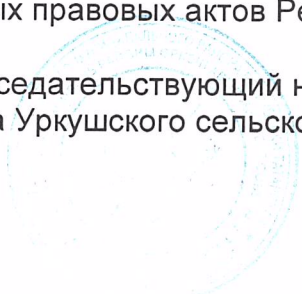 ых правовых актов Ре
седательствующий н
а Уркушского сельско